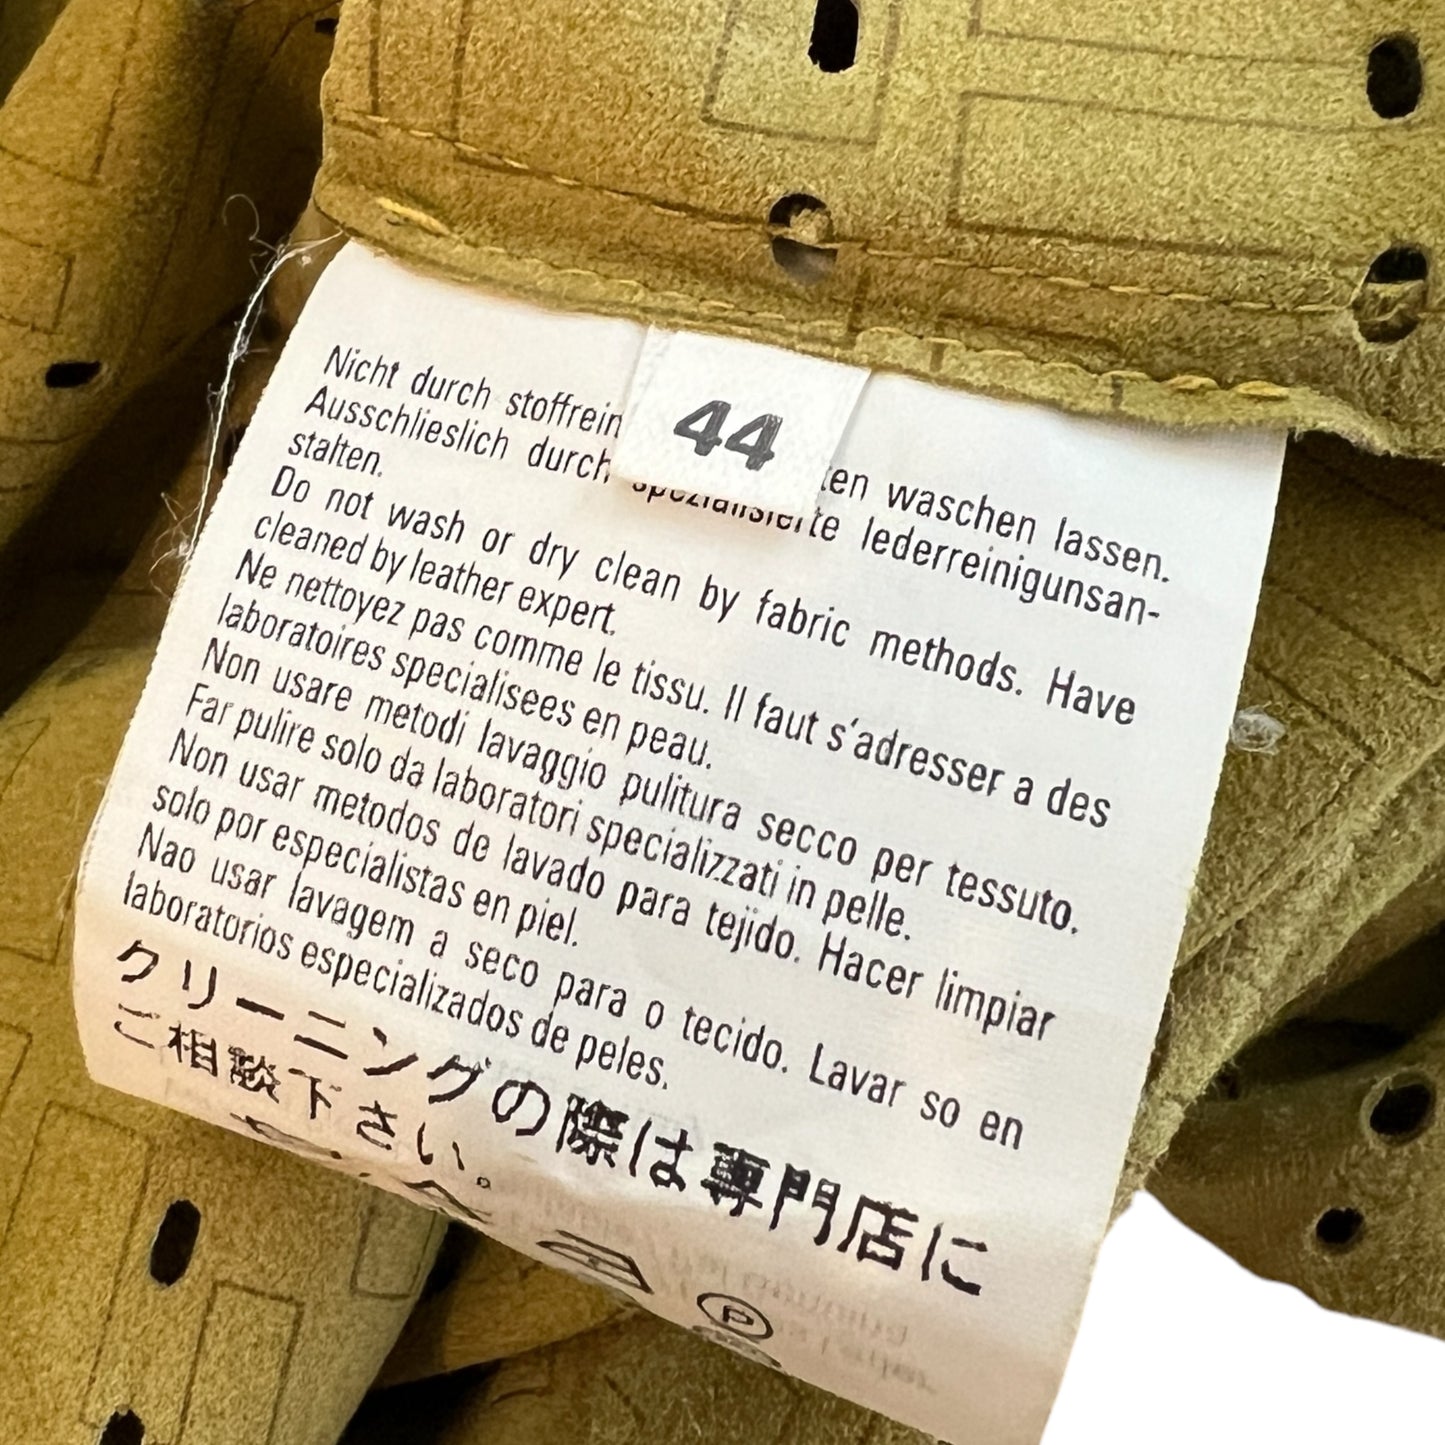 44
Nicht durch stoffrein ten waschen lassen.
Ausschlieslich durch spezialisierte lederreinigunsan-
stalten.
Do not wash or dry clean by fabric methods. Have
cleaned by leather expert.
Ne nettoyez pas comme le tissu. Il faut s'adresser a des
laboratoires specialisees en peau.
Non usare metodi lavaggio pulitura secco per tessuto.
Far pulire solo da laboratori specializzati in pelle.
Non usar metodos de lavado para tejido. Hacer limpiar
solo por especialistas en piel.
Nao usar lavagem a seco para o tecido. Lavar so en
laboratorios especializados de peles.
クリーニングの際は専門店に
ご相談下さい。
P